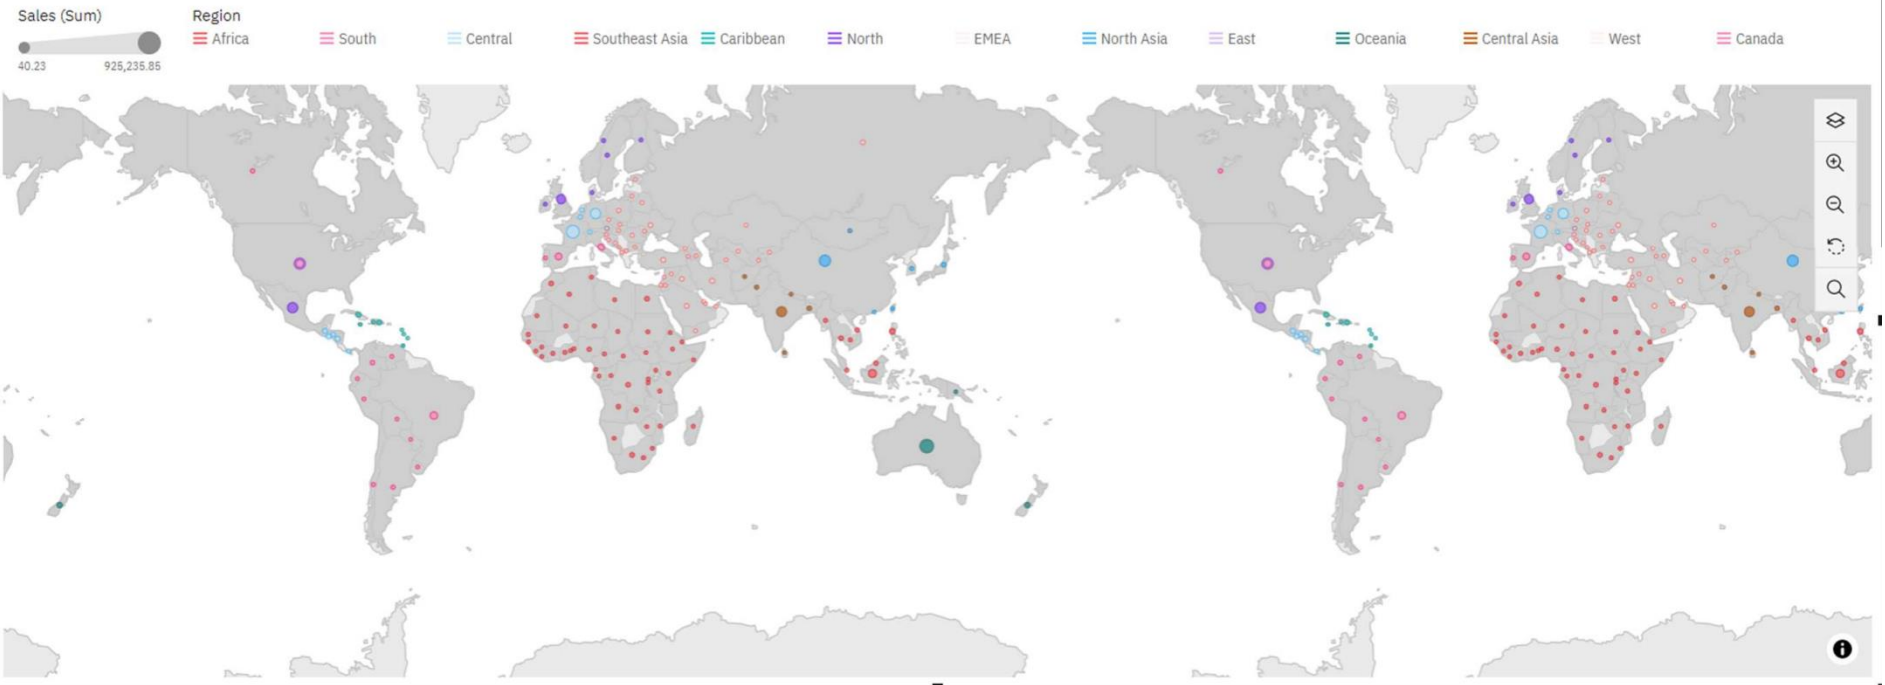 Sales (Sum)
40.23 925,235.85
Region
Africa South Central Southeast Asia Caribbean North EMEA North Asia East Oceania Central Asia West Canada